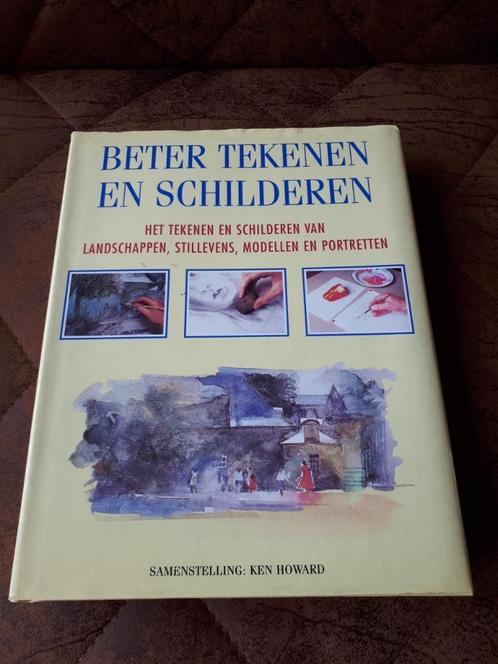 BETER TEKENEN
EN SCHILDEREN
HET TEKENEN EN SCHILDEREN VAN
LANDSCHAPPEN, STILLEVENS, MODELLEN EN PORTRETTEN
SAMENSTELLING: KEN HOWARD